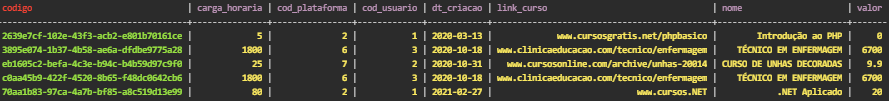 codigo | carga_horaria | cod_plataforma | cod_usuario | dt_criacao | link_curso | nome | valor
2639e7cf-102e-43f3-acb2-e801b70161ce | 5 | 2 | 1 | 2020-03-13 | www.cursosgratis.net/phpbasico | Introdução ao PHP | 0
3895e074-1b37-4b58-ae6a-dfdbe9775a28 | 1800 | 6 | 3 | 2020-10-18 | www.clinicaeducacao.com/tecnico/enfermagem | TÉCNICO EM ENFERMAGEM | 6700
eb1605c2-befa-4c3e-b94c-b4b59d97c9f0 | 25 | 7 | 2 | 2020-10-31 | www.cursosonline.com/archive/unhas-20014 | CURSO DE UNHAS DECORADAS | 9.9
c0aa45b9-422f-4520-8b65-f48dc0642cb6 | 1800 | 6 | 3 | 2020-10-18 | www.clinicaeducacao.com/tecnico/enfermagem | TÉCNICO EM ENFERMAGEM | 6700
70aa1b83-97ca-4a7b-bf85-a8c519d13e99 | 80 | 2 | 1 | 2021-02-27 | www.cursos.NET | .NET Aplicado | 20